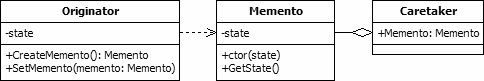 Originator
-state
+CreateMemento(): Memento
+SetMemento(memento: Memento)
Memento
-state
+ctor(state)
+GetState()
Caretaker
+Memento: Memento